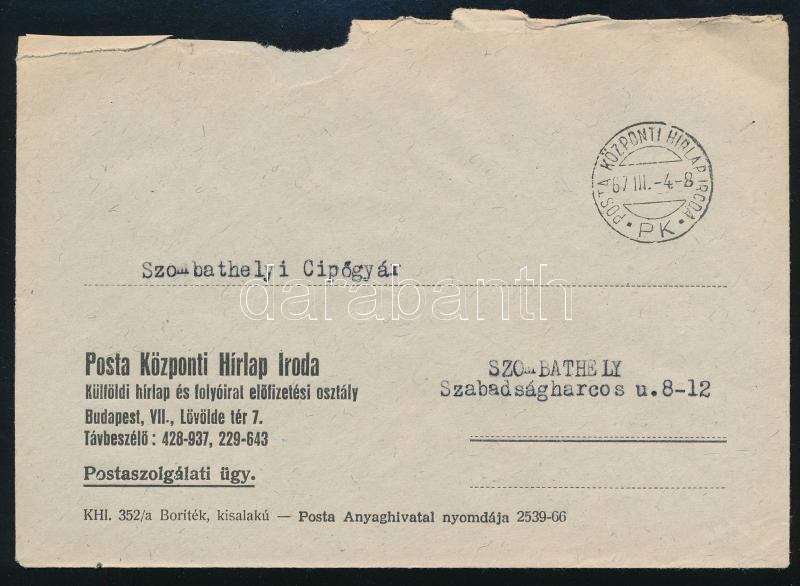 POSTA KÖZPONTI HIRLAP IRODA
67 III.-4-8
• PK •
Szombathelyi Cipőgyár
darabanth
Posta Központi Hírlap Iroda
Külföldi hírlap és folyóirat előfizetési osztály
Budapest, VII., Lövölde tér 7.
Távbeszélő: 428-937, 229-643
Postaszolgálati ügy.
SZOmBATHELY
Szabadságharcos u.8-12
KHI. 352/a Boríték, kisalakú — Posta Anyaghivatal nyomdája 2539-66